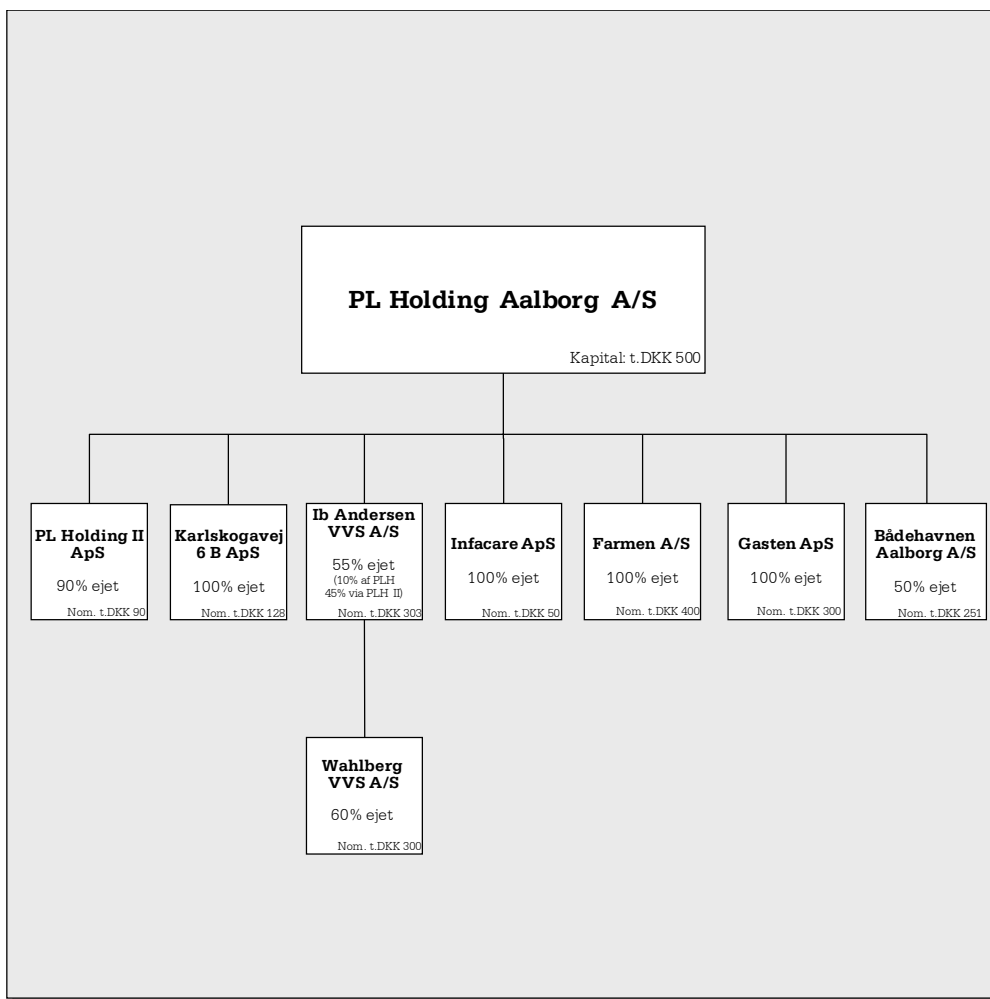 PL Holding Aalborg A/S
Kapital: t.DKK 500
PL Holding II
ApS
90% ejet
Nom. t.DKK 90
Karlskogavej
6 B ApS
100% ejet
Nom. t.DKK 128
Ib Andersen
VVS A/S
55% ejet
(10% af PLH
45% via PLH II)
Nom. t.DKK 303
Infacare ApS
100% ejet
Nom. t.DKK 50
Farmen A/S
100% ejet
Nom. t.DKK 400
Gasten ApS
100% ejet
Nom. t.DKK 300
Bådehavnen
Aalborg A/S
50% ejet
Nom. t.DKK 251
Wahlberg
VVS A/S
60% ejet
Nom. t.DKK 300